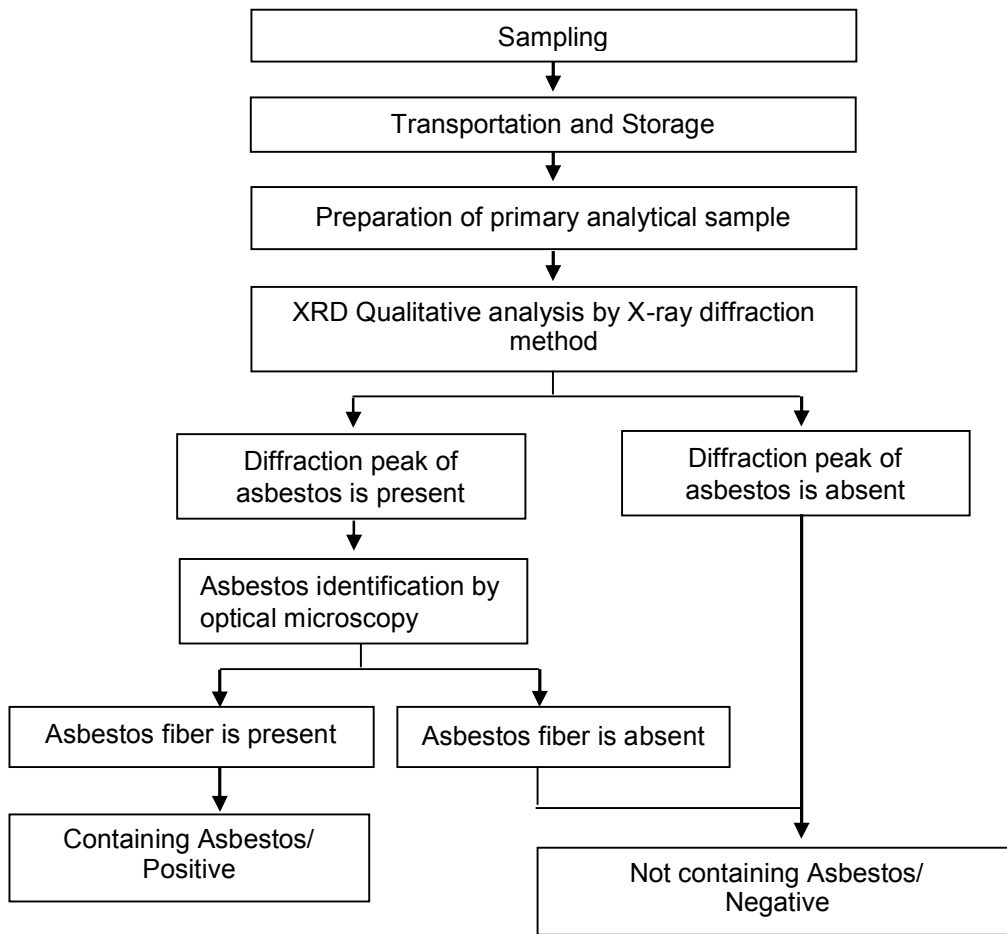 Sampling
Transportation and Storage
Preparation of primary analytical sample
XRD Qualitative analysis by X-ray diffraction
method
Diffraction peak of
asbestos is present
Diffraction peak of
asbestos is absent
Asbestos identification by
optical microscopy
Asbestos fiber is present
Asbestos fiber is absent
Containing Asbestos/
Positive
Not containing Asbestos/
Negative